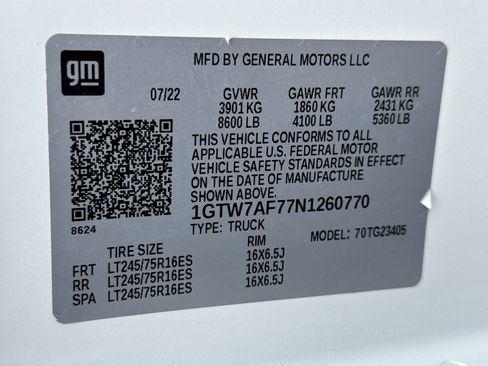 gm
MFD BY GENERAL MOTORS LLC
07/22 GVWR GAWR FRT GAWR RR
3901 KG 1860 KG 2431 KG
8600 LB 4100 LB 5360 LB
THIS VEHICLE CONFORMS TO ALL
APPLICABLE U.S. FEDERAL MOTOR
VEHICLE SAFETY STANDARDS IN EFFECT
ON THE DATE OF MANUFACTURE
SHOWN ABOVE.
1GTW7AF77N1260770
8624
TYPE: TRUCK MODEL: 70TG23405
TIRE SIZE RIM
FRT LT245/75R16ES 16X6.5J
RR LT245/75R16ES 16X6.5J
SPA LT245/75R16ES 16X6.5J